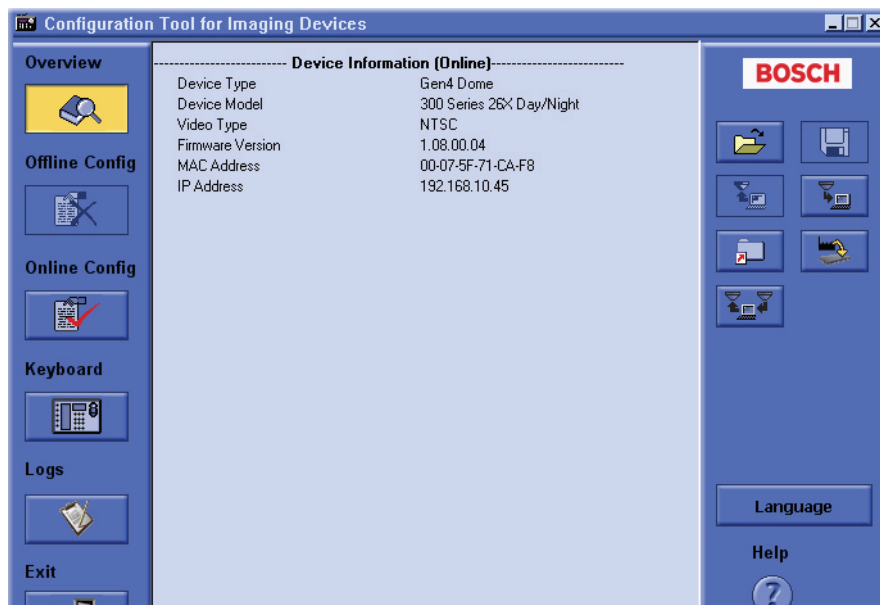 Configuration Tool for Imaging Devices
Overview
Offline Config
Online Config
Keyboard
Logs
Exit
-------------------------- Device Information (Online)--------------------------
Device Type Gen4 Dome
Device Model 300 Series 26X Day/Night
Video Type NTSC
Firmware Version 1.08.00.04
MAC Address 00-07-5F-71-CA-F8
IP Address 192.168.10.45
BOSCH
Language
Help
?